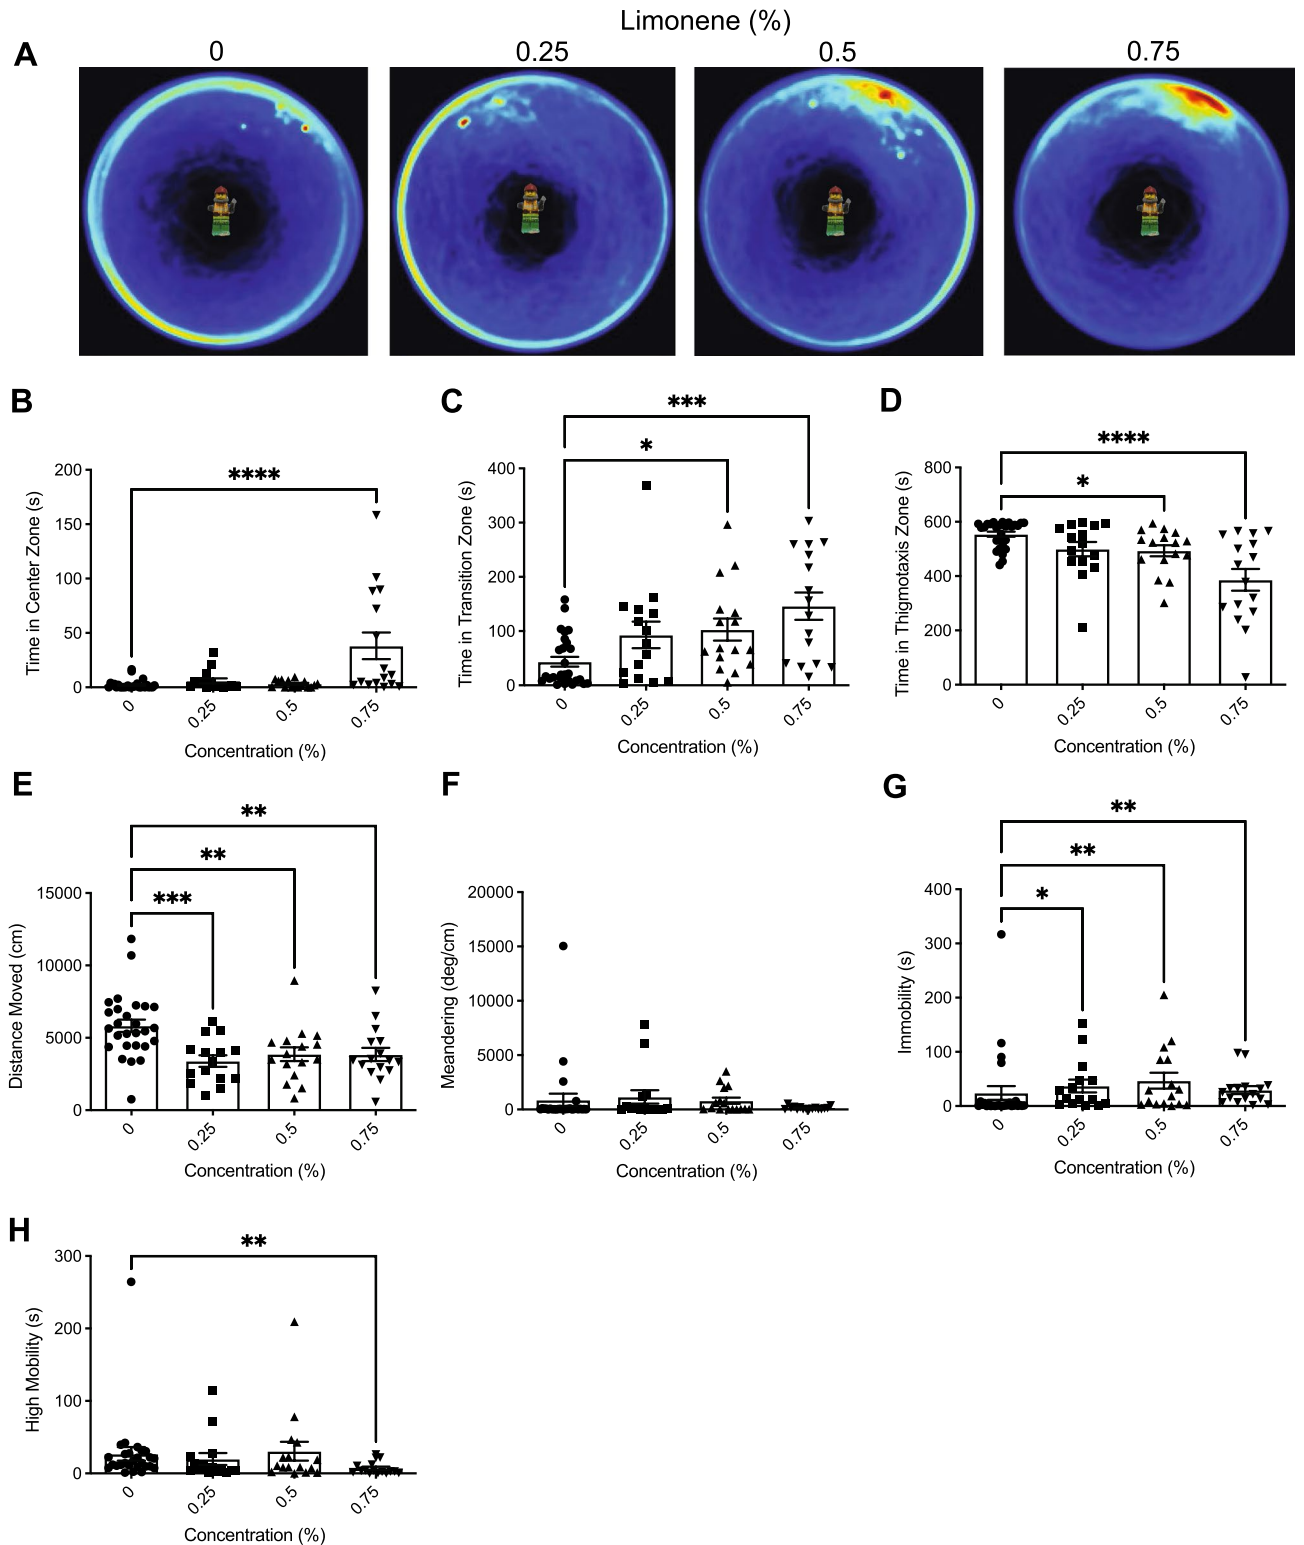 Limonene (%)
A
0 0.25 0.5 0.75
B
****
Time in Center Zone (s)
200
150
100
50
0
0 0.25 0.5 0.75
Concentration (%)
C
***
*
Time in Transition Zone (s)
400
300
200
100
0
0 0.25 0.5 0.75
Concentration (%)
D
****
*
Time in Thigmotaxis Zone (s)
800
600
400
200
0
0 0.25 0.5 0.75
Concentration (%)
E
**
**
***
Distance Moved (cm)
15000
10000
5000
0
0 0.25 0.5 0.75
Concentration (%)
F
Meandering (deg/cm)
20000
15000
10000
5000
0
0 0.25 0.5 0.75
Concentration (%)
G
**
**
*
Immobility (s)
400
300
200
100
0
0 0.25 0.5 0.75
Concentration (%)
H
**
High Mobility (s)
300
200
100
0
0 0.25 0.5 0.75
Concentration (%)